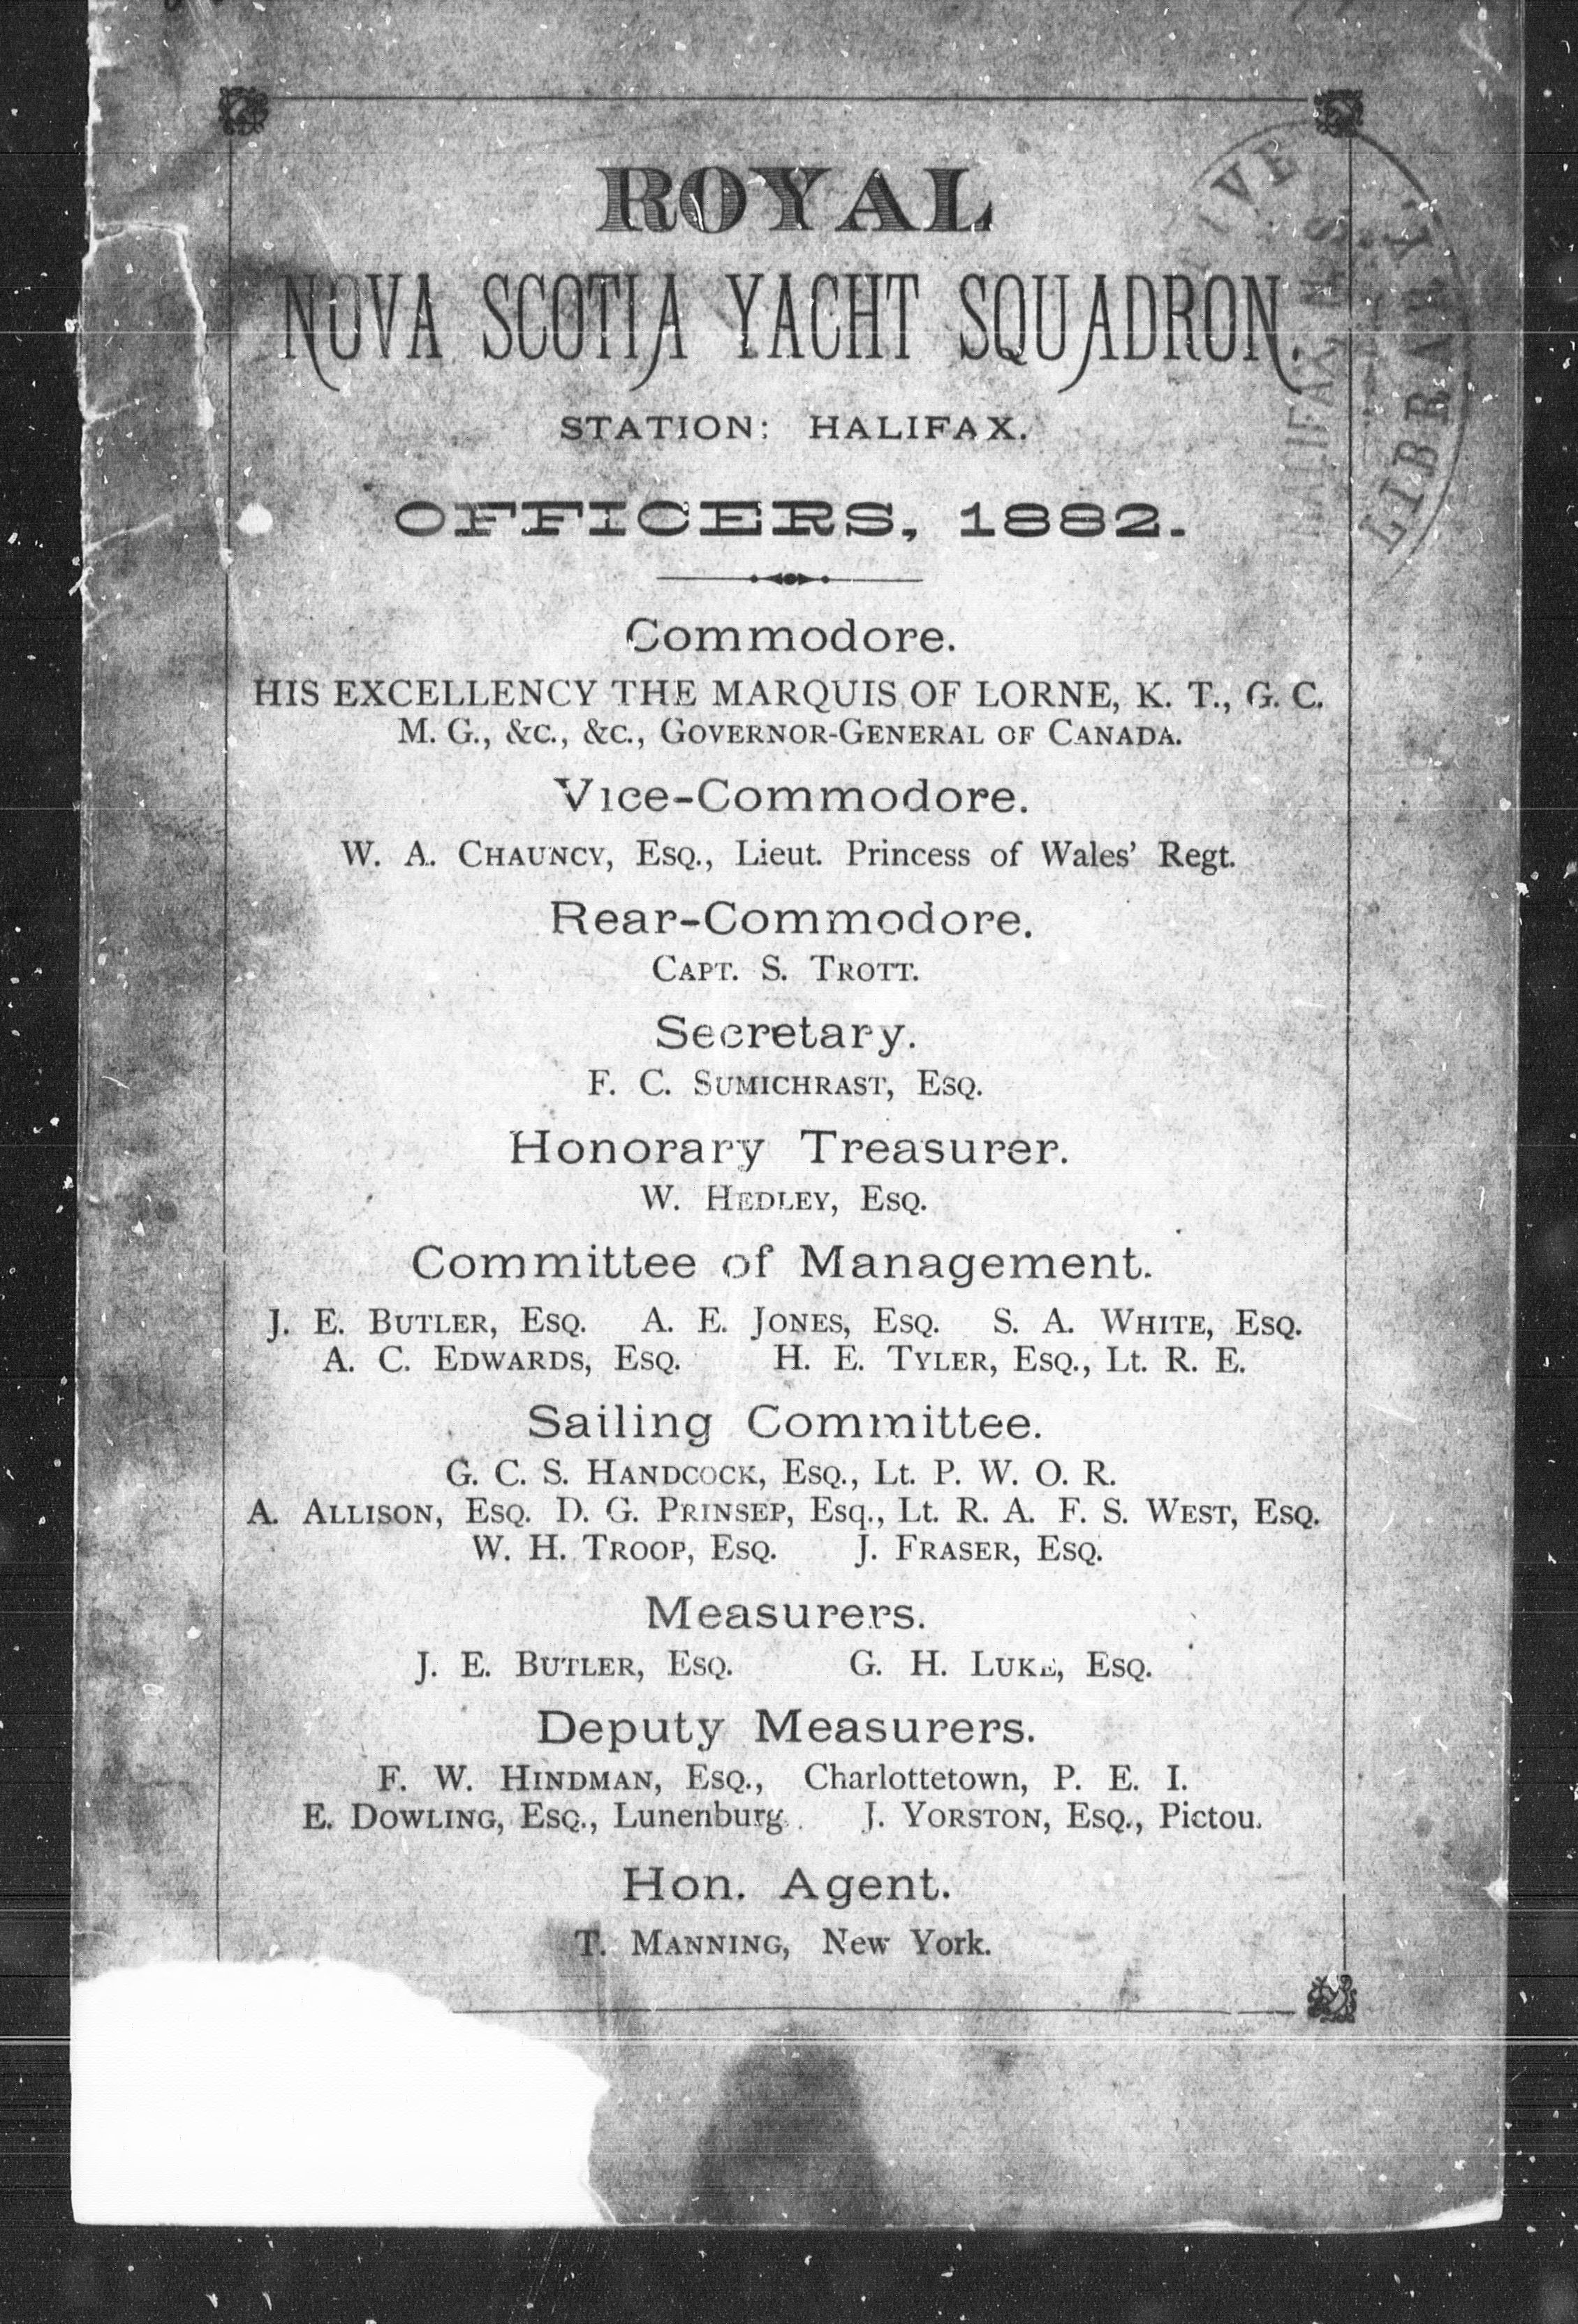 ROYAL
NOVA SCOTIA YACHT SQUADRON.
STATION: HALIFAX.
OFFICERS, 1882.
Commodore.
HIS EXCELLENCY THE MARQUIS OF LORNE, K. T., G. C.
M. G., &c., &c., GOVERNOR-GENERAL OF CANADA.
Vice-Commodore.
W. A. CHAUNCY, ESQ., Lieut. Princess of Wales' Regt.
Rear-Commodore.
CAPT. S. TROTT.
Secretary.
F. C. SUMICHRAST, ESQ.
Honorary Treasurer.
W. HEDLEY, ESQ.
Committee of Management.
J. E. BUTLER, ESQ. A. E. JONES, ESQ. S. A. WHITE, ESQ.
A. C. EDWARDS, ESQ. H. E. TYLER, ESQ., Lt. R. E.
Sailing Committee.
G. C. S. HANDCOCK, ESQ., Lt. P. W. O. R.
A. ALLISON, ESQ. D. G. PRINSEP, Esq., Lt. R. A. F. S. WEST, ESQ.
W. H. TROOP, ESQ. J. FRASER, ESQ.
Measurers.
J. E. BUTLER, ESQ. G. H. LUKE, ESQ.
Deputy Measurers.
F. W. HINDMAN, ESQ., Charlottetown, P. E. I.
E. DOWLING, ESQ., Lunenburg. J. YORSTON, ESQ., Pictou.
Hon. Agent.
T. MANNING, New York.
LIBRARY
HALIFAX, N. S.